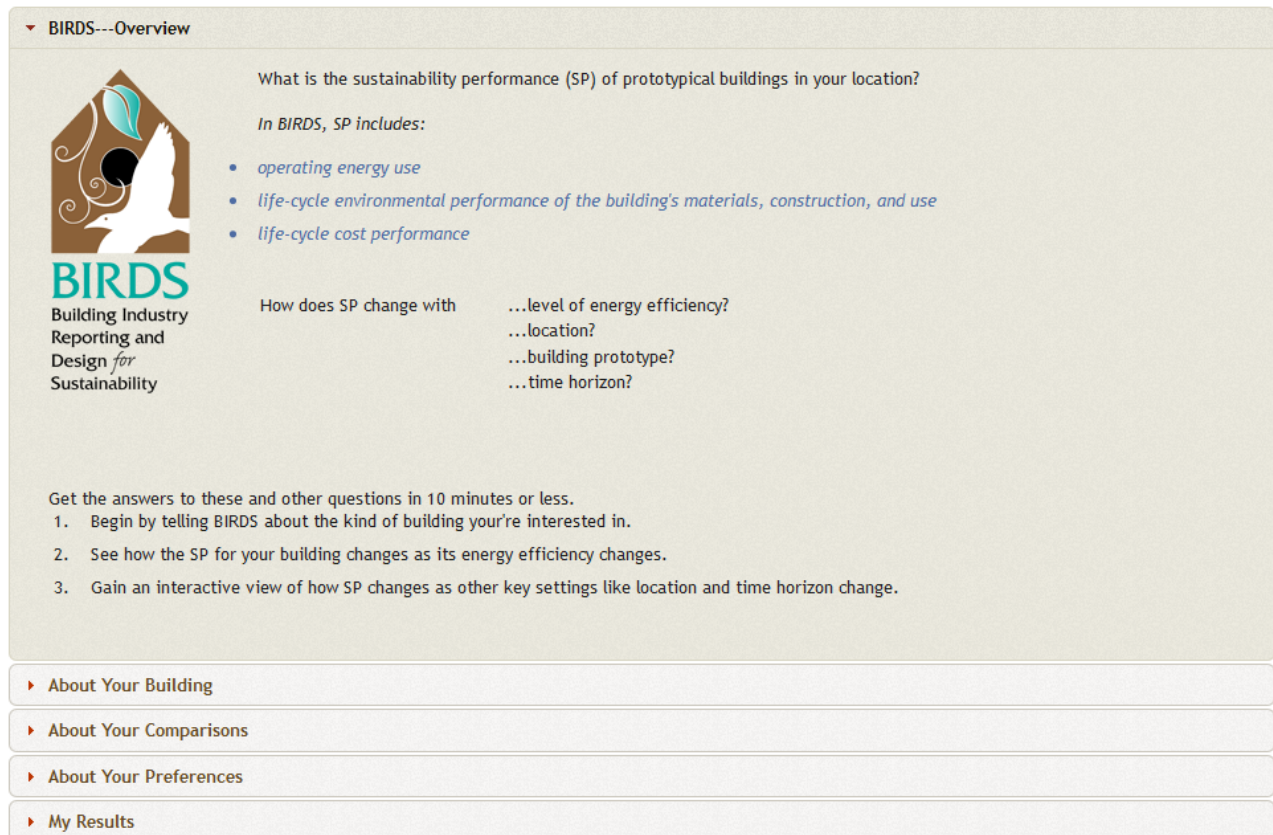 BIRDS---Overview
What is the sustainability performance (SP) of prototypical buildings in your location?
In BIRDS, SP includes:
• operating energy use
• life-cycle environmental performance of the building's materials, construction, and use
• life-cycle cost performance
BIRDS
Building Industry
Reporting and
Design for
Sustainability
How does SP change with ...level of energy efficiency?
...location?
...building prototype?
...time horizon?
Get the answers to these and other questions in 10 minutes or less.
1. Begin by telling BIRDS about the kind of building your're interested in.
2. See how the SP for your building changes as its energy efficiency changes.
3. Gain an interactive view of how SP changes as other key settings like location and time horizon change.
About Your Building
About Your Comparisons
About Your Preferences
My Results